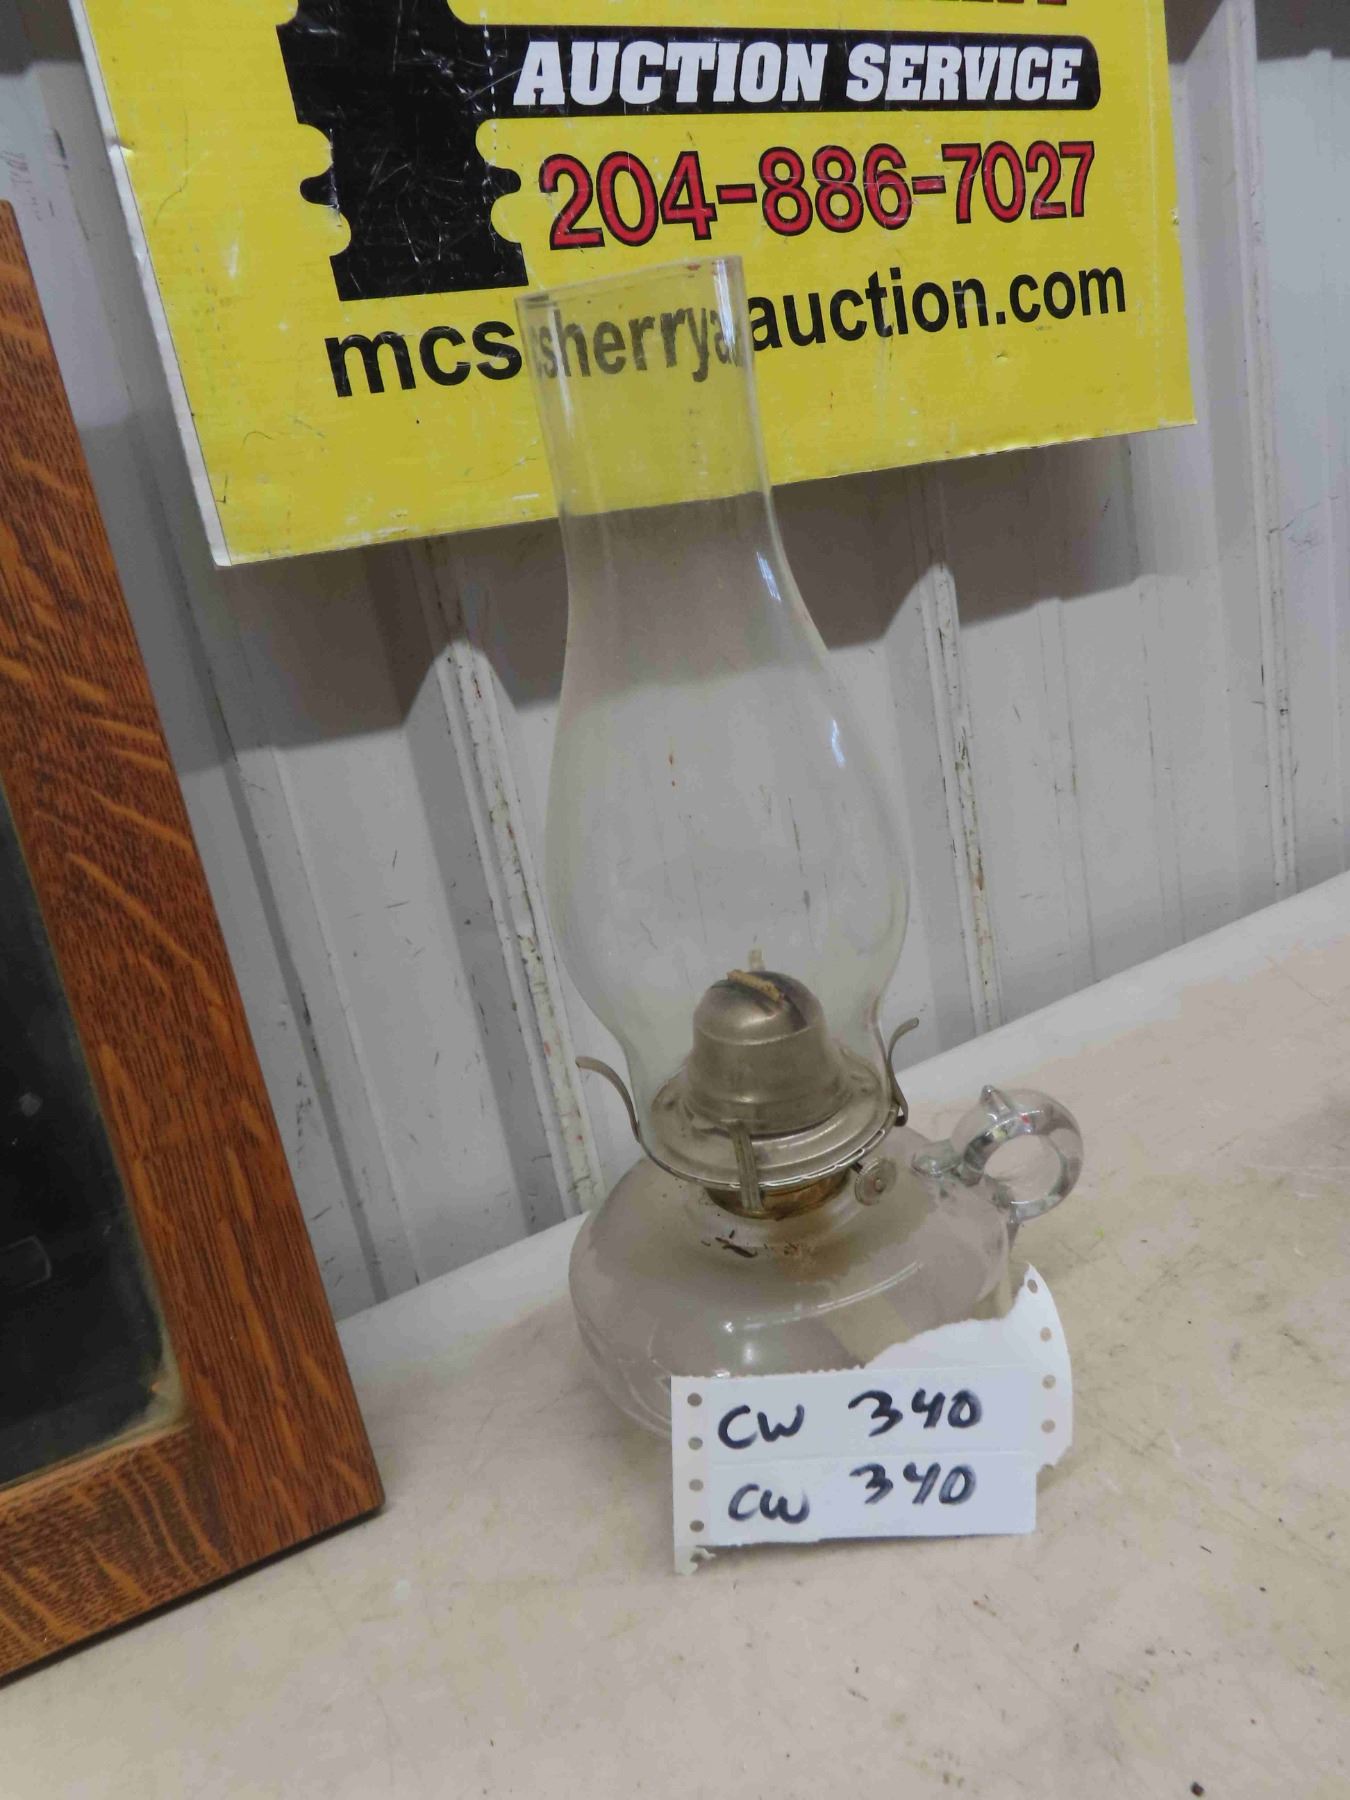 AUCTION SERVICE
204-886-7027
mcsherryauction.com
CW 340
CW 340